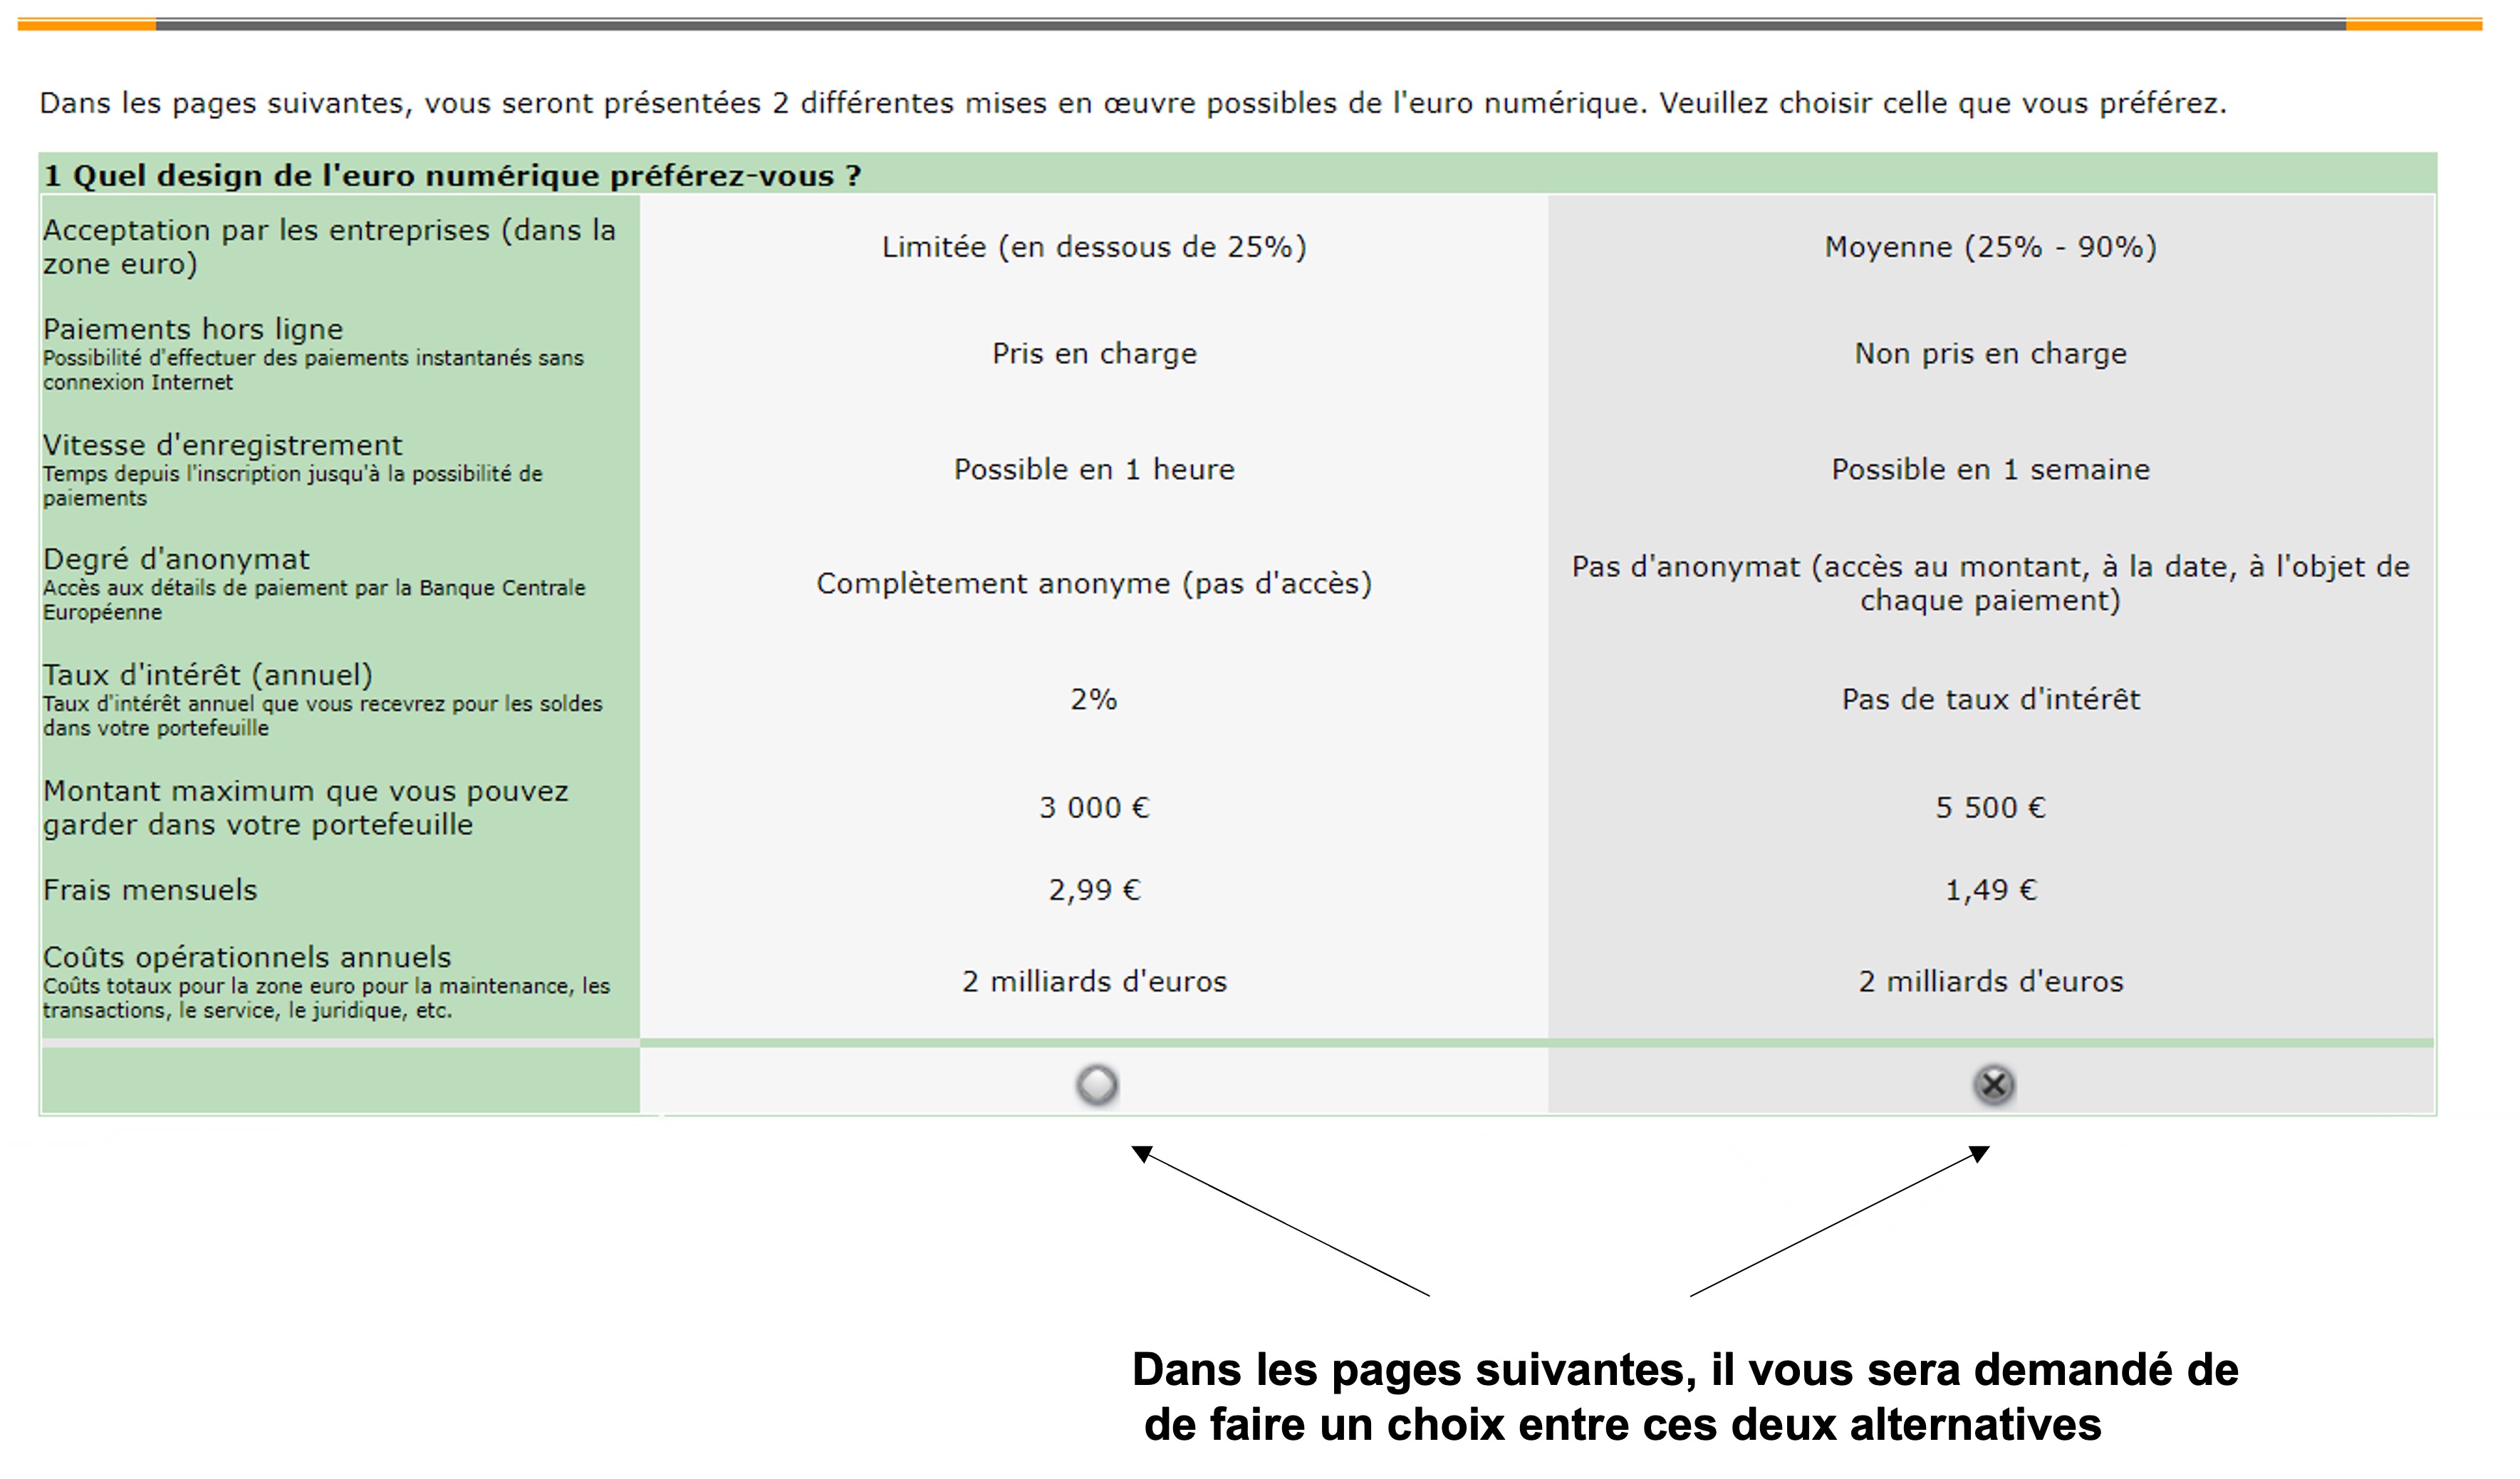 Dans les pages suivantes, vous seront présentées 2 différentes mises en œuvre possibles de l'euro numérique. Veuillez choisir celle que vous préférez.
1 Quel design de l'euro numérique préférez-vous ?
Acceptation par les entreprises (dans la
zone euro)
Limitée (en dessous de 25%)
Moyenne (25% - 90%)
Paiements hors ligne
Possibilité d'effectuer des paiements instantanés sans
connexion Internet
Pris en charge
Non pris en charge
Vitesse d'enregistrement
Temps depuis l'inscription jusqu'à la possibilité de
paiements
Possible en 1 heure
Possible en 1 semaine
Degré d'anonymat
Accès aux détails de paiement par la Banque Centrale
Européenne
Complètement anonyme (pas d'accès)
Pas d'anonymat (accès au montant, à la date, à l'objet de
chaque paiement)
Taux d'intérêt (annuel)
Taux d'intérêt annuel que vous recevrez pour les soldes
dans votre portefeuille
2%
Pas de taux d'intérêt
Montant maximum que vous pouvez
garder dans votre portefeuille
3 000 €
5 500 €
Frais mensuels
2,99 €
1,49 €
Coûts opérationnels annuels
Coûts totaux pour la zone euro pour la maintenance, les
transactions, le service, le juridique, etc.
2 milliards d'euros
2 milliards d'euros
Dans les pages suivantes, il vous sera demandé de
de faire un choix entre ces deux alternatives